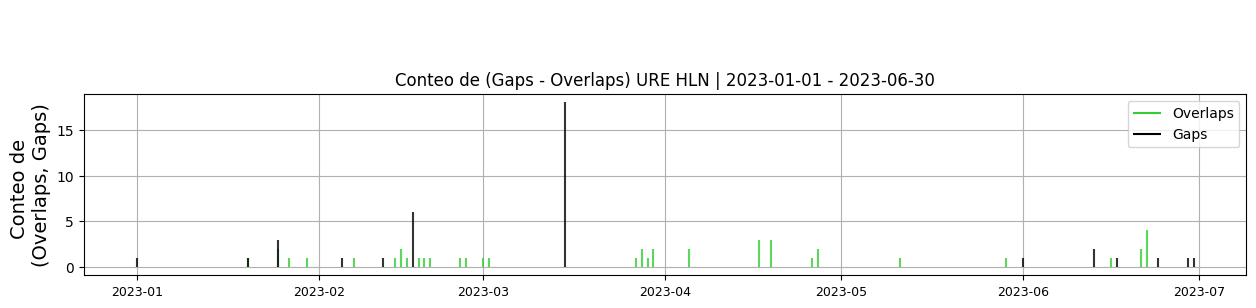 Conteo de (Gaps - Overlaps) URE HLN | 2023-01-01 - 2023-06-30
Conteo de
(Overlaps, Gaps)
15
10
5
0
Overlaps
Gaps
2023-01
2023-02
2023-03
2023-04
2023-05
2023-06
2023-07